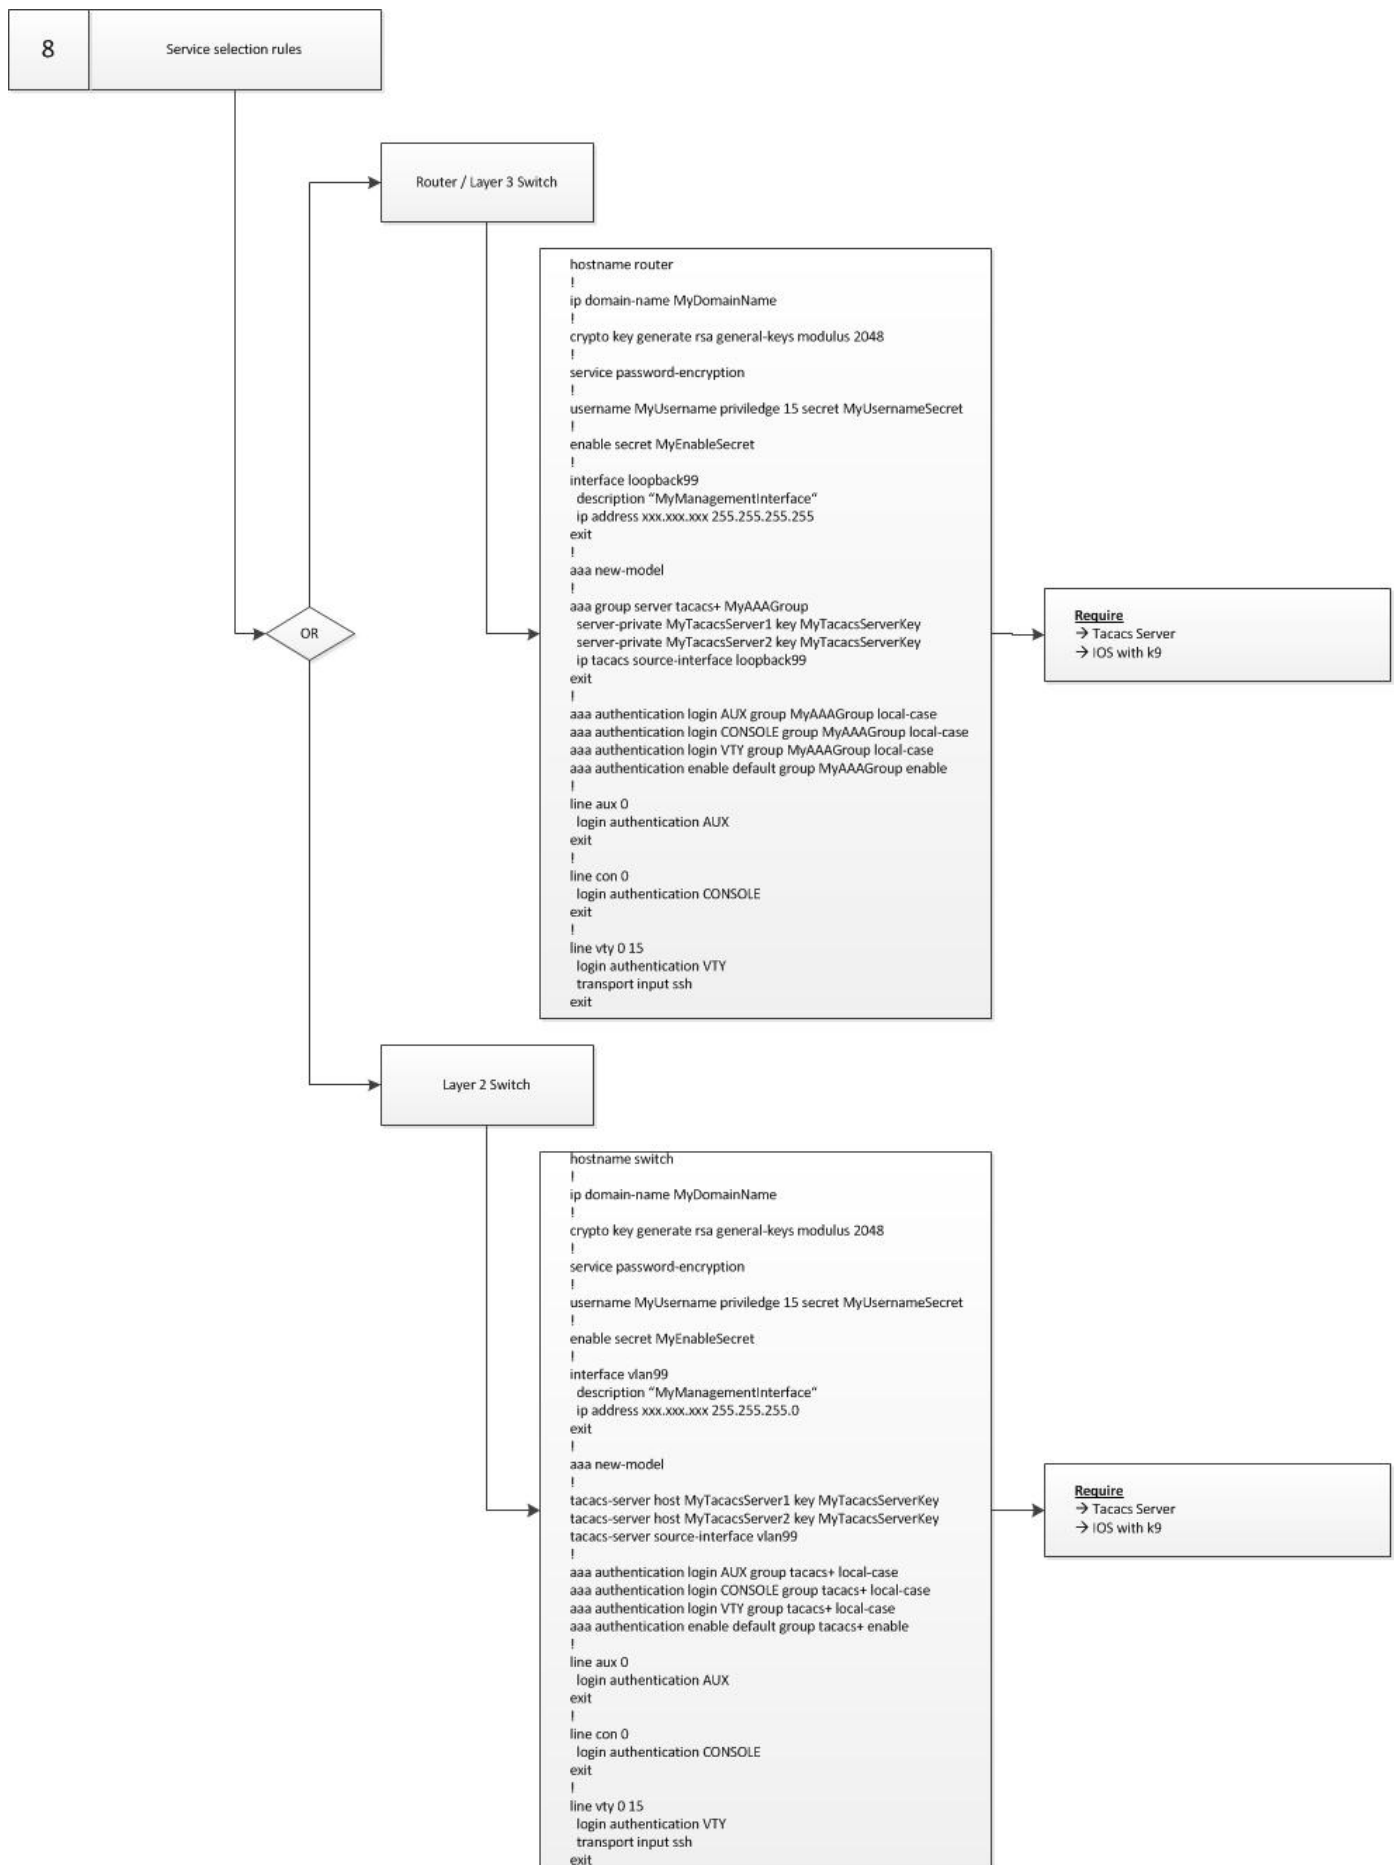 8
Service selection rules
Router / Layer 3 Switch
hostname router
!
ip domain-name MyDomainName
!
crypto key generate rsa general-keys modulus 2048
!
service password-encryption
!
username MyUsername priviledge 15 secret MyUsernameSecret
!
enable secret MyEnableSecret
!
interface loopback99
description “MyManagementInterface“
ip address xxx.xxx.xxx 255.255.255.255
exit
!
aaa new-model
!
aaa group server tacacs+ MyAAAGroup
server-private MyTacacsServer1 key MyTacacsServerKey
server-private MyTacacsServer2 key MyTacacsServerKey
ip tacacs source-interface loopback99
exit
!
aaa authentication login AUX group MyAAAGroup local-case
aaa authentication login CONSOLE group MyAAAGroup local-case
aaa authentication login VTY group MyAAAGroup local-case
aaa authentication enable default group MyAAAGroup enable
!
line aux 0
login authentication AUX
exit
!
line con 0
login authentication CONSOLE
exit
!
line vty 0 15
login authentication VTY
transport input ssh
exit
Require
→ Tacacs Server
→ IOS with k9
OR
Layer 2 Switch
hostname switch
!
ip domain-name MyDomainName
!
crypto key generate rsa general-keys modulus 2048
!
service password-encryption
!
username MyUsername priviledge 15 secret MyUsernameSecret
!
enable secret MyEnableSecret
!
interface vlan99
description “MyManagementInterface“
ip address xxx.xxx.xxx 255.255.255.0
exit
!
aaa new-model
!
tacacs-server host MyTacacsServer1 key MyTacacsServerKey
tacacs-server host MyTacacsServer2 key MyTacacsServerKey
tacacs-server source-interface vlan99
!
aaa authentication login AUX group tacacs+ local-case
aaa authentication login CONSOLE group tacacs+ local-case
aaa authentication login VTY group tacacs+ local-case
aaa authentication enable default group tacacs+ enable
!
line aux 0
login authentication AUX
exit
!
line con 0
login authentication CONSOLE
exit
!
line vty 0 15
login authentication VTY
transport input ssh
exit
Require
→ Tacacs Server
→ IOS with k9